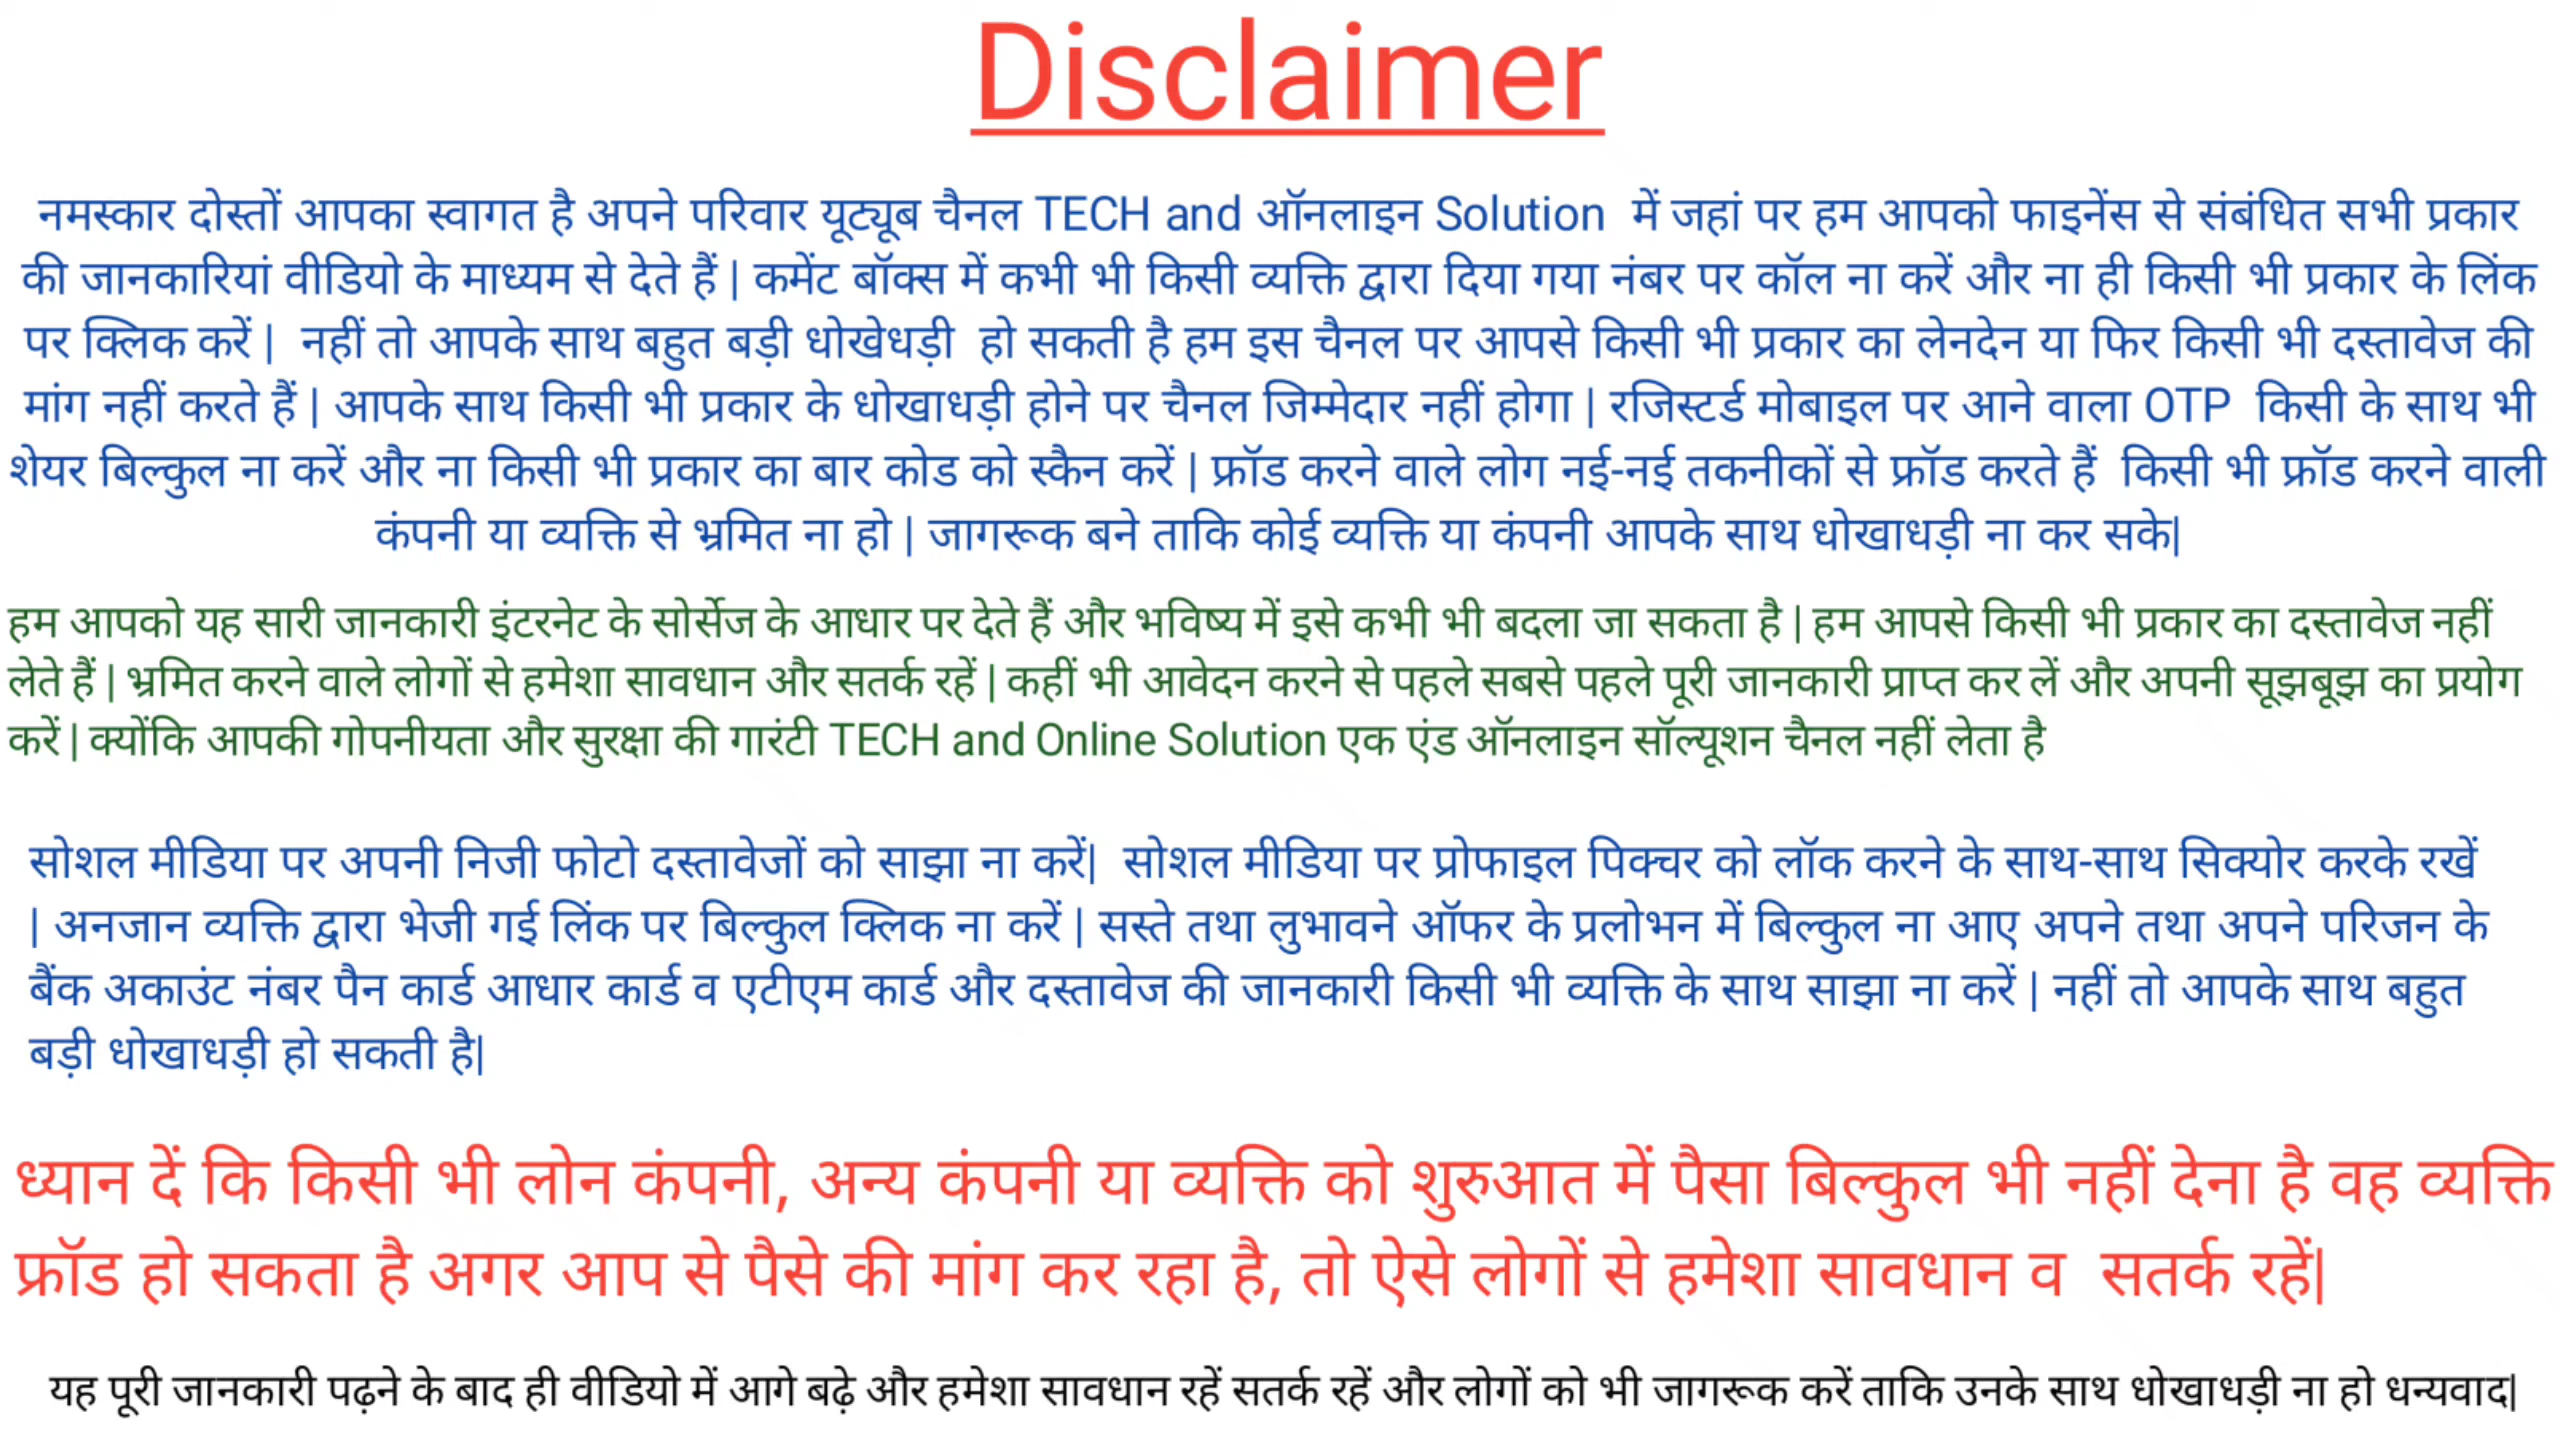 Disclaimer
नमस्कार दोस्तों आपका स्वागत है अपने परिवार यूट्यूब चैनल TECH and ऑनलाइन Solution में जहां पर हम आपको फाइनेंस से संबंधित सभी प्रकार
की जानकारियां वीडियो के माध्यम से देते हैं | कमेंट बॉक्स में कभी भी किसी व्यक्ति द्वारा दिया गया नंबर पर कॉल ना करें और ना ही किसी भी प्रकार के लिंक
पर क्लिक करें | नहीं तो आपके साथ बहुत बड़ी धोखेधड़ी हो सकती है हम इस चैनल पर आपसे किसी भी प्रकार का लेनदेन या फिर किसी भी दस्तावेज की
मांग नहीं करते हैं | आपके साथ किसी भी प्रकार के धोखाधड़ी होने पर चैनल जिम्मेदार नहीं होगा | रजिस्टर्ड मोबाइल पर आने वाला OTP किसी के साथ भी
शेयर बिल्कुल ना करें और ना किसी भी प्रकार का बार कोड को स्कैन करें | फ्रॉड करने वाले लोग नई-नई तकनीकों से फ्रॉड करते हैं किसी भी फ्रॉड करने वाली
कंपनी या व्यक्ति से भ्रमित ना हो | जागरूक बने ताकि कोई व्यक्ति या कंपनी आपके साथ धोखाधड़ी ना कर सके|
हम आपको यह सारी जानकारी इंटरनेट के सोर्सेज के आधार पर देते हैं और भविष्य में इसे कभी भी बदला जा सकता है | हम आपसे किसी भी प्रकार का दस्तावेज नहीं
लेते हैं | भ्रमित करने वाले लोगों से हमेशा सावधान और सतर्क रहें | कहीं भी आवेदन करने से पहले सबसे पहले पूरी जानकारी प्राप्त कर लें और अपनी सूझबूझ का प्रयोग
करें | क्योंकि आपकी गोपनीयता और सुरक्षा की गारंटी TECH and Online Solution एक एंड ऑनलाइन सॉल्यूशन चैनल नहीं लेता है
सोशल मीडिया पर अपनी निजी फोटो दस्तावेजों को साझा ना करें| सोशल मीडिया पर प्रोफाइल पिक्चर को लॉक करने के साथ-साथ सिक्योर करके रखें
| अनजान व्यक्ति द्वारा भेजी गई लिंक पर बिल्कुल क्लिक ना करें | सस्ते तथा लुभावने ऑफर के प्रलोभन में बिल्कुल ना आए अपने तथा अपने परिजन के
बैंक अकाउंट नंबर पैन कार्ड आधार कार्ड व एटीएम कार्ड और दस्तावेज की जानकारी किसी भी व्यक्ति के साथ साझा ना करें | नहीं तो आपके साथ बहुत
बड़ी धोखाधड़ी हो सकती है|
ध्यान दें कि किसी भी लोन कंपनी, अन्य कंपनी या व्यक्ति को शुरुआत में पैसा बिल्कुल भी नहीं देना है वह व्यक्ति
फ्रॉड हो सकता है अगर आप से पैसे की मांग कर रहा है, तो ऐसे लोगों से हमेशा सावधान व सतर्क रहें|
यह पूरी जानकारी पढ़ने के बाद ही वीडियो में आगे बढ़े और हमेशा सावधान रहें सतर्क रहें और लोगों को भी जागरूक करें ताकि उनके साथ धोखाधड़ी ना हो धन्यवाद|